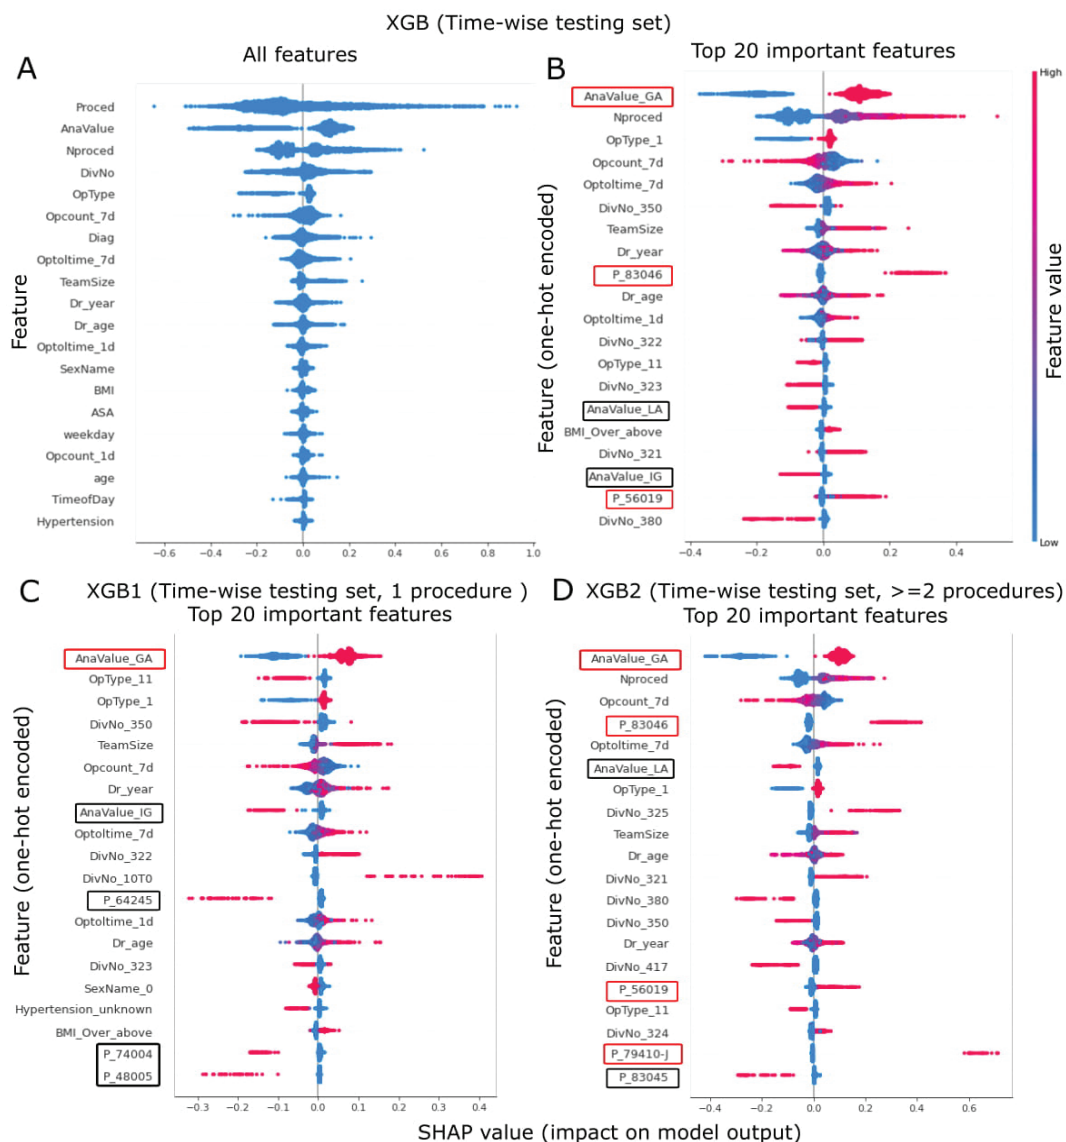 XGB (Time-wise testing set)
A
All features
Feature
Proced
AnaValue
Nproced
DivNo
OpType
Opcount_7d
Diag
Optoltime_7d
TeamSize
Dr_year
Dr_age
Optoltime_1d
SexName
BMI
ASA
weekday
Opcount_1d
age
TimeofDay
Hypertension
−0.6 −0.4 −0.2 0.0 0.2 0.4 0.6 0.8 1.0
B
Top 20 important features
Feature (one-hot encoded)
AnaValue_GA
Nproced
OpType_1
Opcount_7d
Optoltime_7d
DivNo_350
TeamSize
Dr_year
P_83046
Dr_age
Optoltime_1d
DivNo_322
OpType_11
DivNo_323
AnaValue_LA
BMI_Over_above
DivNo_321
AnaValue_IG
P_56019
DivNo_380
−0.4 −0.2 0.0 0.2 0.4
High
Feature value
Low
C
XGB1 (Time-wise testing set, 1 procedure )
Top 20 important features
Feature (one-hot encoded)
AnaValue_GA
OpType_11
OpType_1
DivNo_350
TeamSize
Opcount_7d
Dr_year
AnaValue_IG
Optoltime_7d
DivNo_322
DivNo_10T0
P_64245
Optoltime_1d
Dr_age
DivNo_323
SexName_0
Hypertension_unknown
BMI_Over_above
P_74004
P_48005
−0.3 −0.2 −0.1 0.0 0.1 0.2 0.3 0.4
D
XGB2 (Time-wise testing set, >=2 procedures)
Top 20 important features
Feature (one-hot encoded)
AnaValue_GA
Nproced
Opcount_7d
P_83046
Optoltime_7d
AnaValue_LA
OpType_1
DivNo_325
TeamSize
Dr_age
DivNo_321
DivNo_380
DivNo_350
Dr_year
DivNo_417
P_56019
OpType_11
DivNo_324
P_79410-J
P_83045
−0.4 −0.2 0.0 0.2 0.4 0.6
SHAP value (impact on model output)